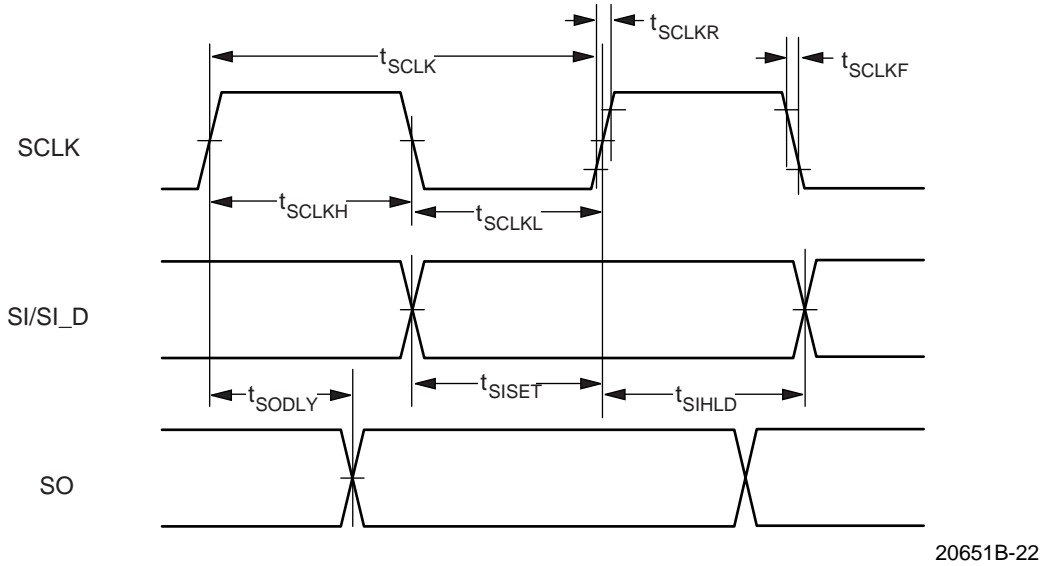 tSCLKR
tSCLK
tSCLKF
SCLK
tSCLKH
tSCLKL
SI/SI_D
tSISET
tSIHLD
tSODLY
SO
20651B-22